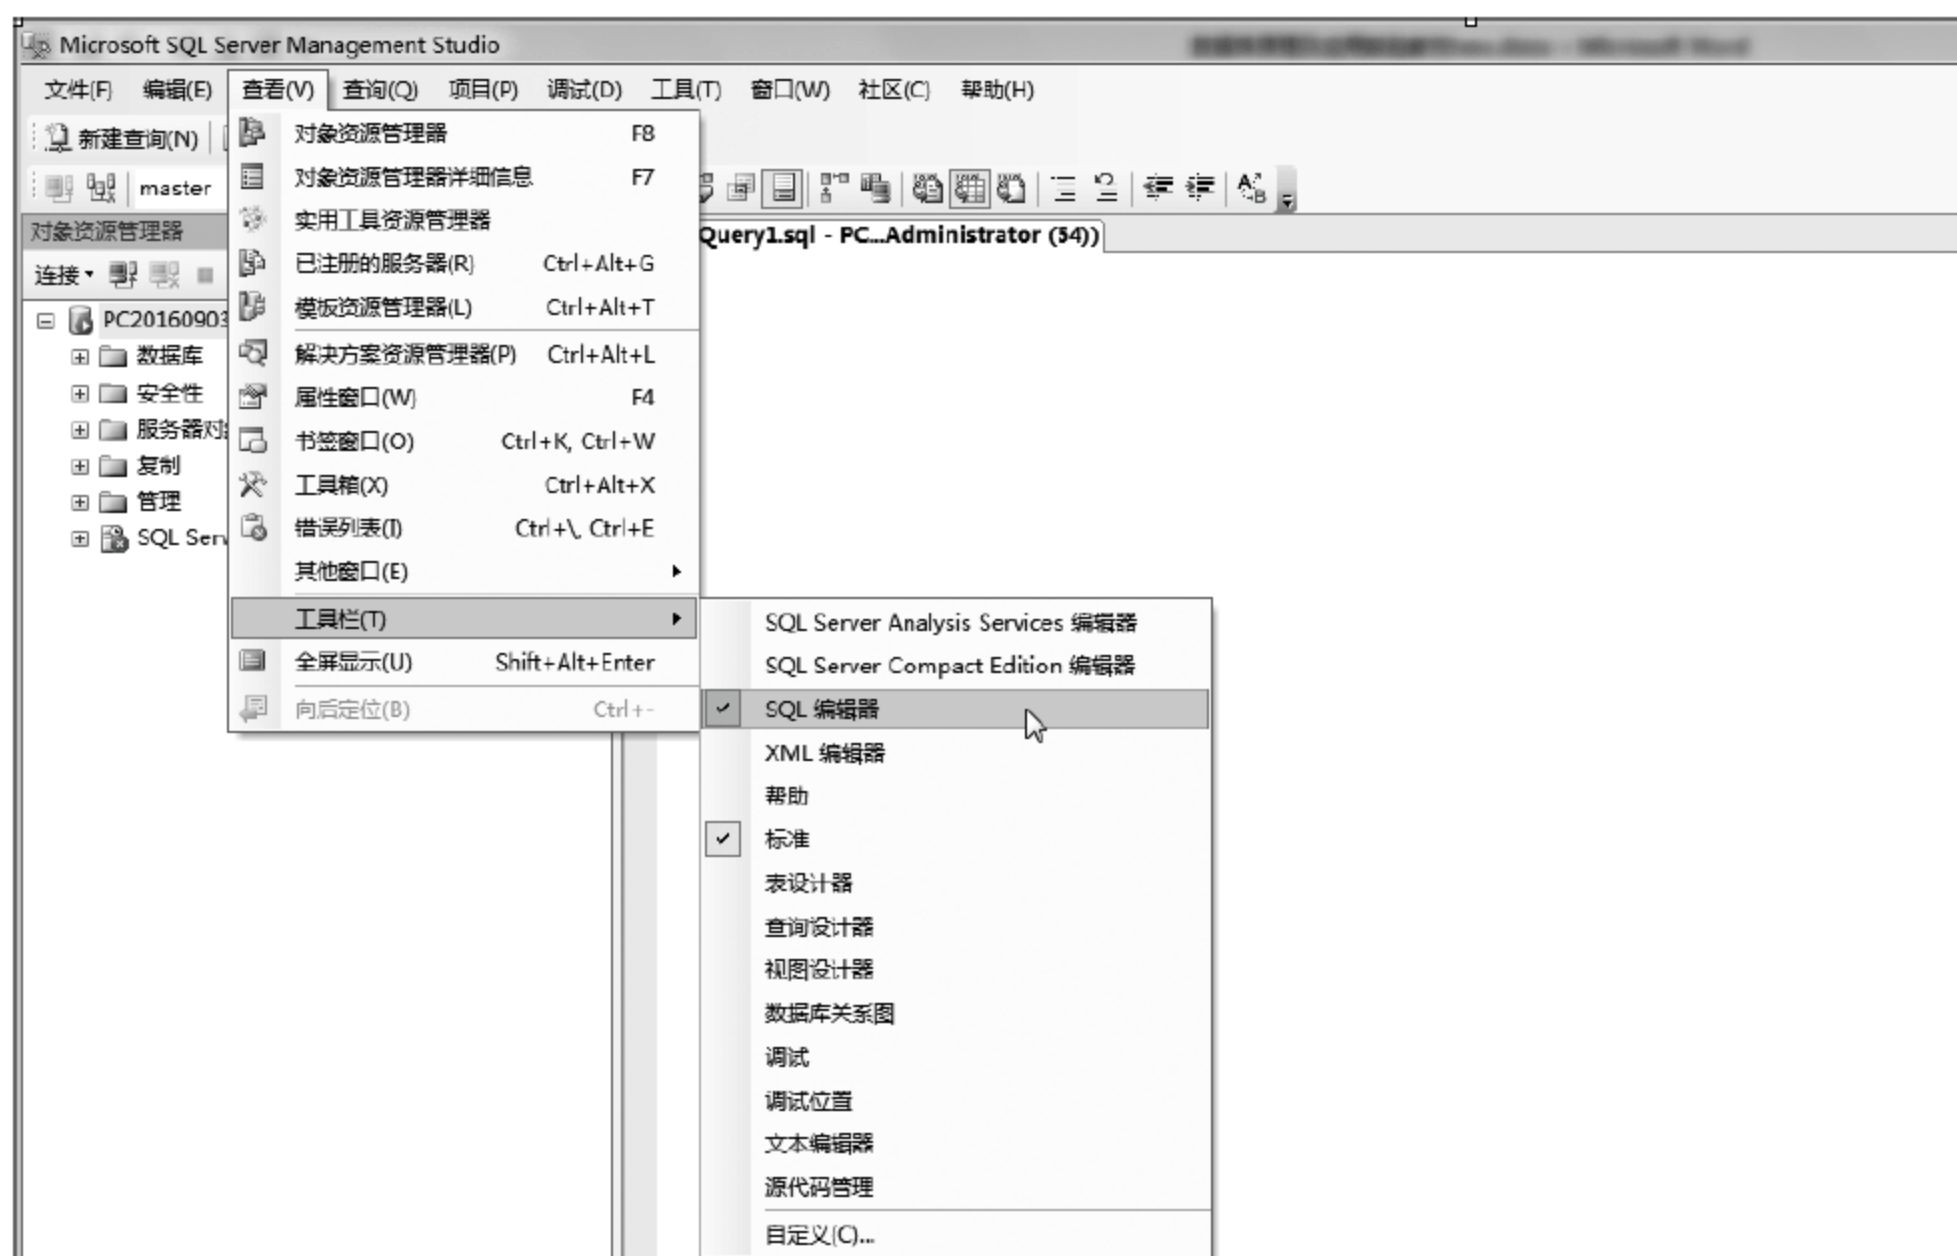 Microsoft SQL Server Management Studio
文件(F) 编辑(E) 查看(V) 查询(Q) 项目(P) 调试(D) 工具(T) 窗口(W) 社区(C) 帮助(H)
新建查询(N)
master
对象资源管理器
连接
PC20160903
数据库
安全性
服务器对
复制
管理
SQL Serv
对象资源管理器 F8
对象资源管理器详细信息 F7
实用工具资源管理器
已注册的服务器(R) Ctrl+Alt+G
模板资源管理器(L) Ctrl+Alt+T
解决方案资源管理器(P) Ctrl+Alt+L
属性窗口(W) F4
书签窗口(O) Ctrl+K, Ctrl+W
工具箱(X) Ctrl+Alt+X
错误列表(I) Ctrl+\, Ctrl+E
其他窗口(E)
工具栏(T)
全屏显示(U) Shift+Alt+Enter
向后定位(B) Ctrl+-
Query1.sql - PC...Administrator (54))
SQL Server Analysis Services 编辑器
SQL Server Compact Edition 编辑器
SQL 编辑器
XML 编辑器
帮助
标准
表设计器
查询设计器
视图设计器
数据库关系图
调试
调试位置
文本编辑器
源代码管理
自定义(C)...